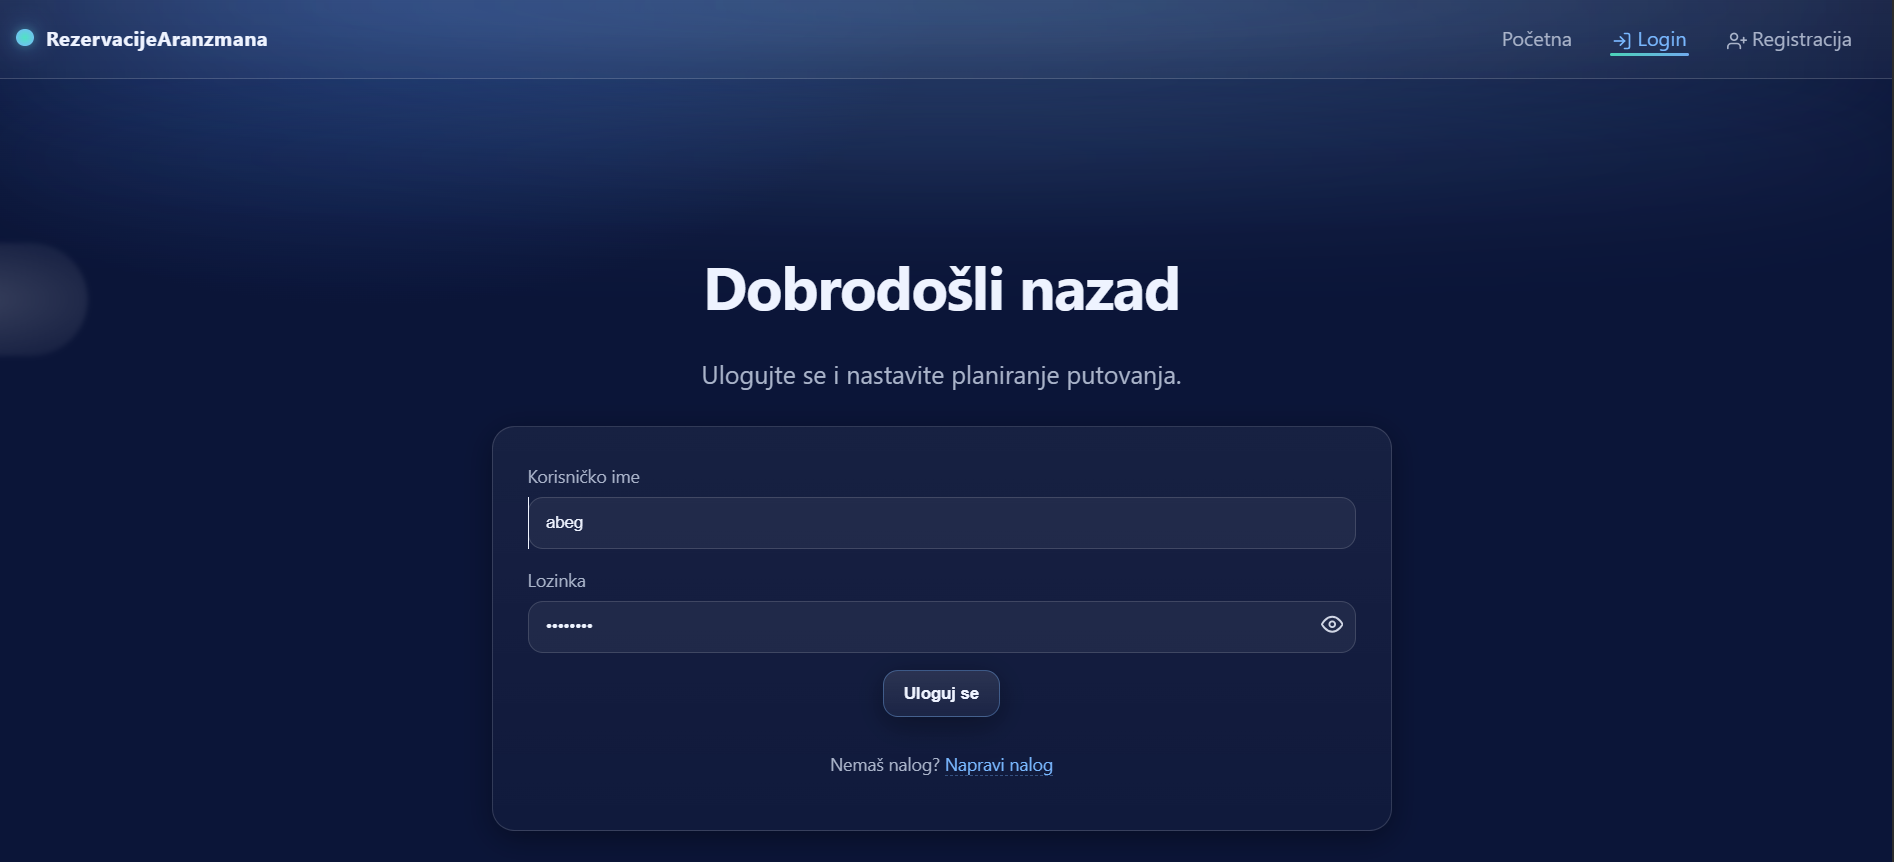 RezervacijeAranzmana
Početna
Login
Registracija
Dobrodošli nazad
Ulogujte se i nastavite planiranje putovanja.
Korisničko ime
abeg
Lozinka
••••••••
Uloguj se
Nemaš nalog? Napravi nalog